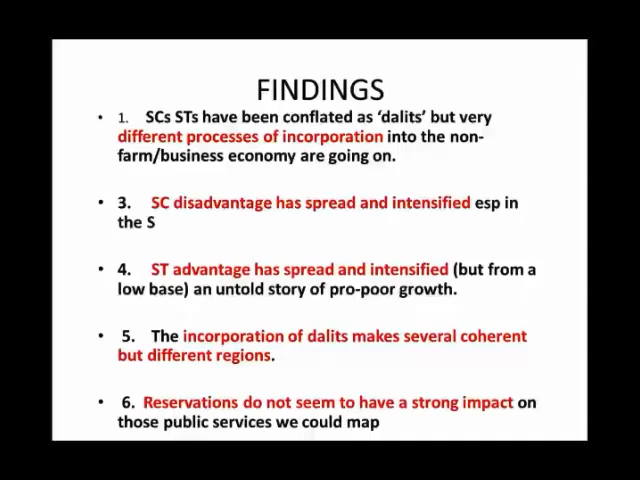 FINDINGS
• 1. SCs STs have been conflated as ‘dalits’ but very
different processes of incorporation into the non-
farm/business economy are going on.
• 3. SC disadvantage has spread and intensified esp in
the S
• 4. ST advantage has spread and intensified (but from a
low base) an untold story of pro-poor growth.
• 5. The incorporation of dalits makes several coherent
but different regions.
• 6. Reservations do not seem to have a strong impact on
those public services we could map